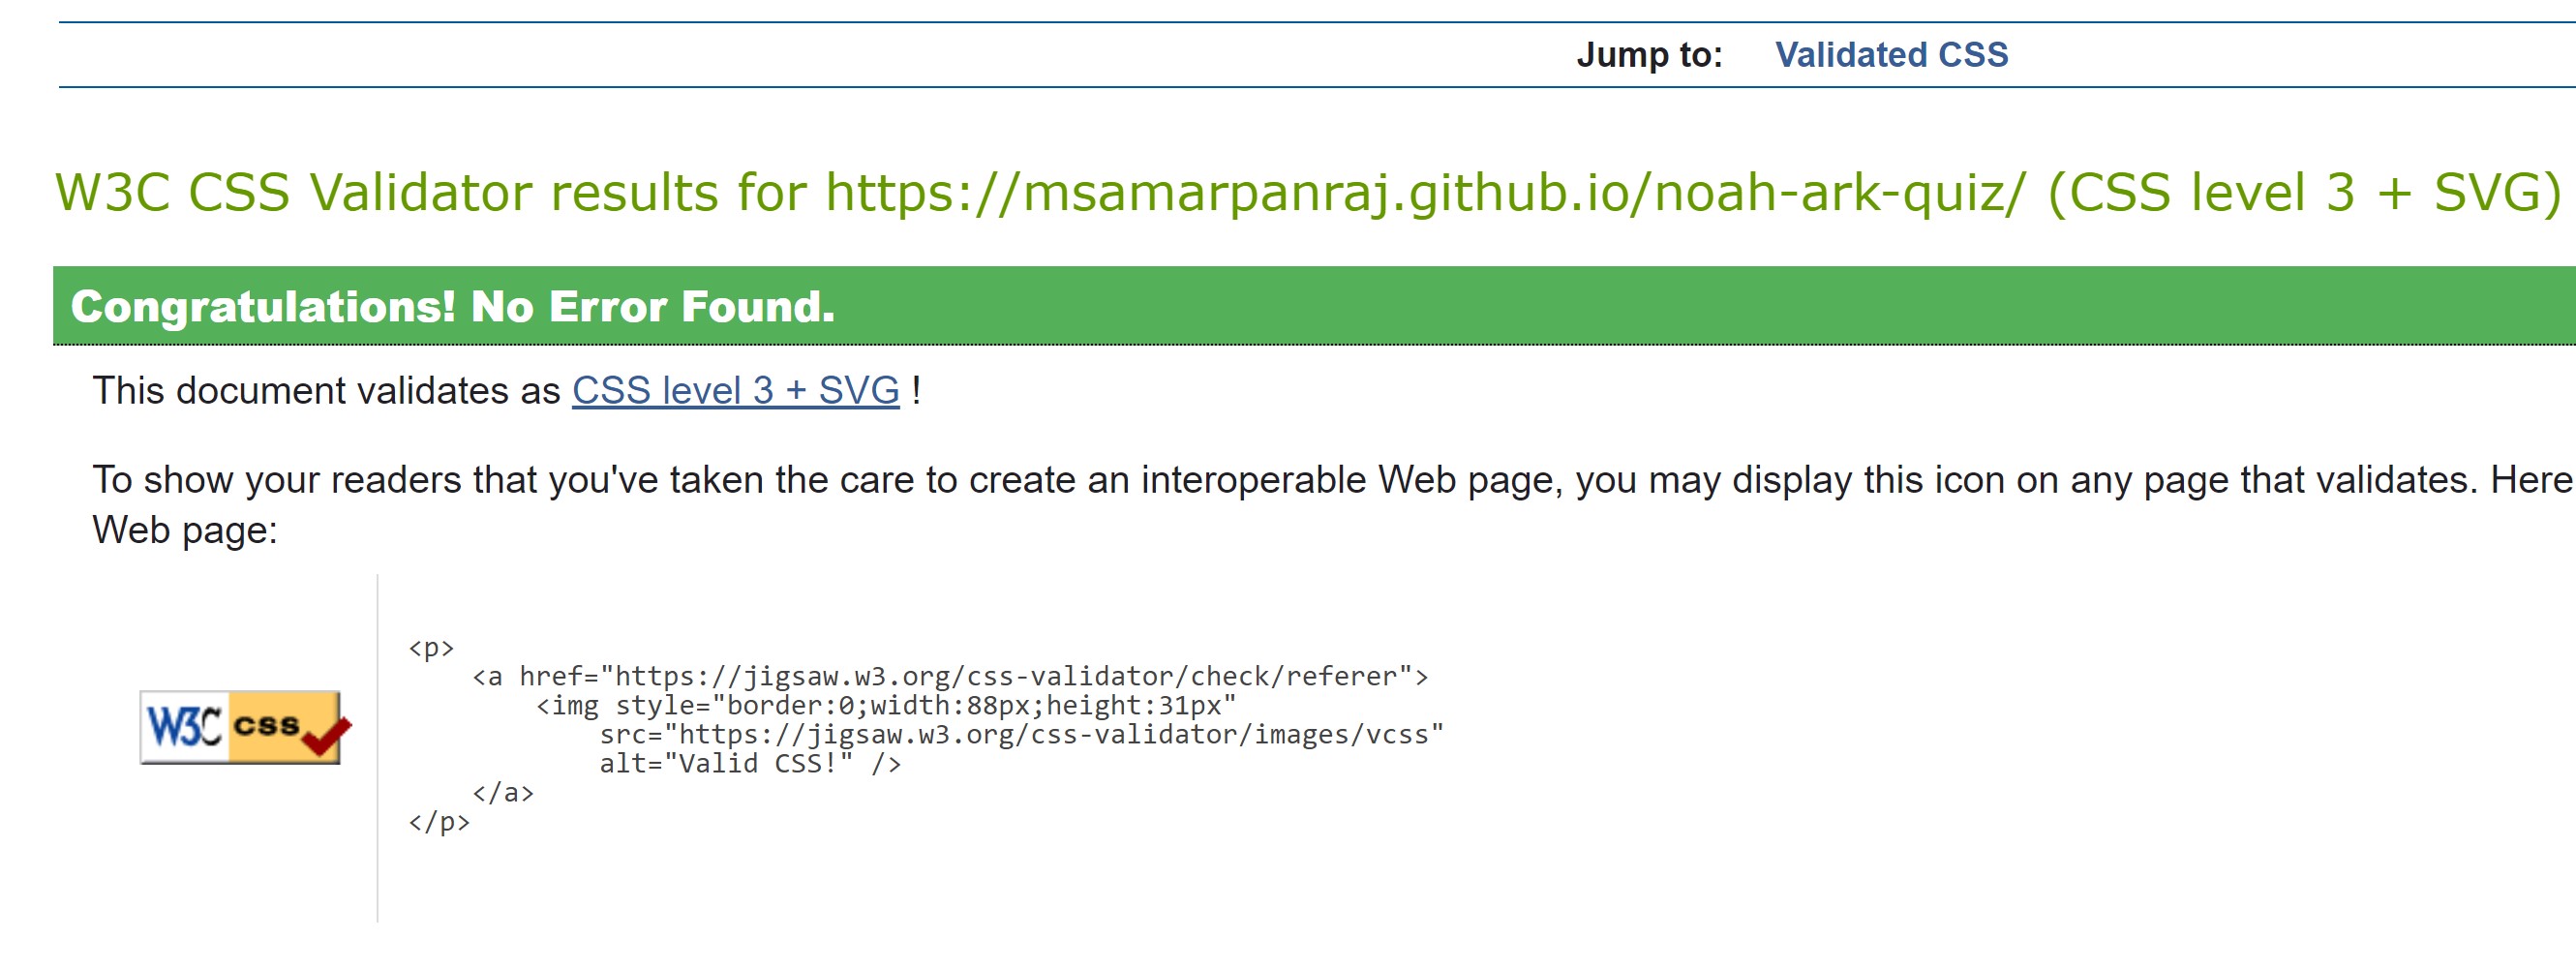 Jump to: Validated CSS
W3C CSS Validator results for https://msamarpanraj.github.io/noah-ark-quiz/ (CSS level 3 + SVG)
Congratulations! No Error Found.
This document validates as CSS level 3 + SVG !
To show your readers that you've taken the care to create an interoperable Web page, you may display this icon on any page that validates. Here
Web page:
W3C css
<p>
    <a href="https://jigsaw.w3.org/css-validator/check/referer">
        <img style="border:0;width:88px;height:31px"
            src="https://jigsaw.w3.org/css-validator/images/vcss"
            alt="Valid CSS!" />
    </a>
</p>